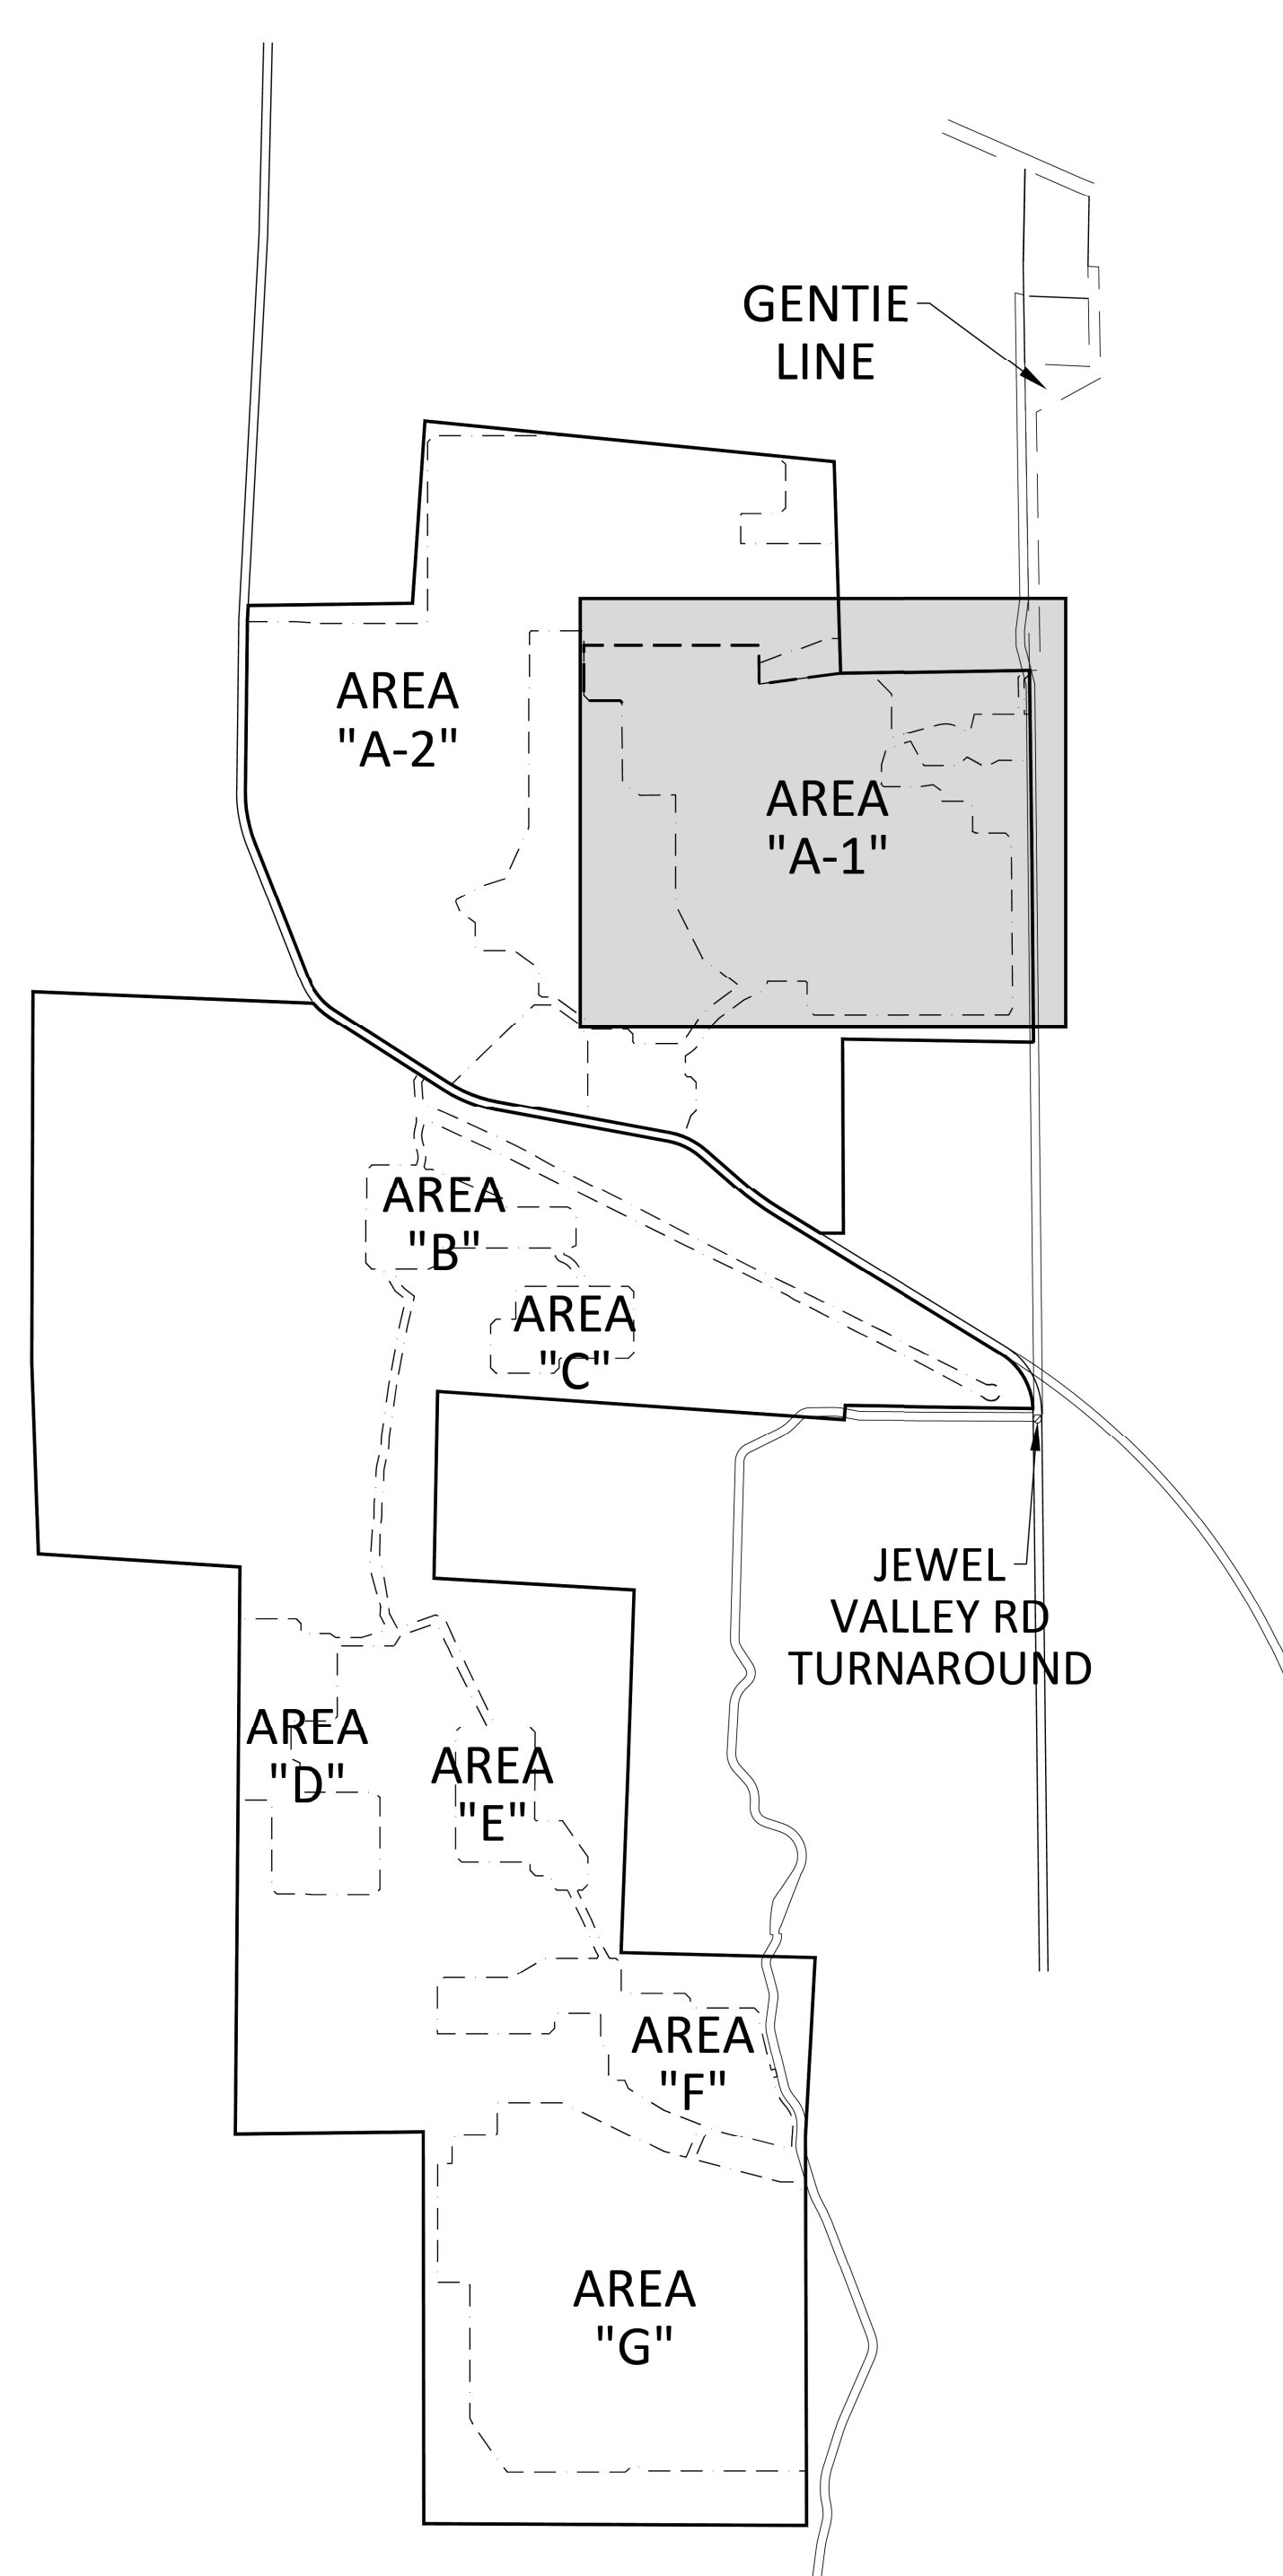 GENTIE
LINE
AREA
"A-2"
AREA
"A-1"
AREA
"B"
AREA
"C"
JEWEL
VALLEY RD
TURNAROUND
AREA
"D"
AREA
"E"
AREA
"F"
AREA
"G"